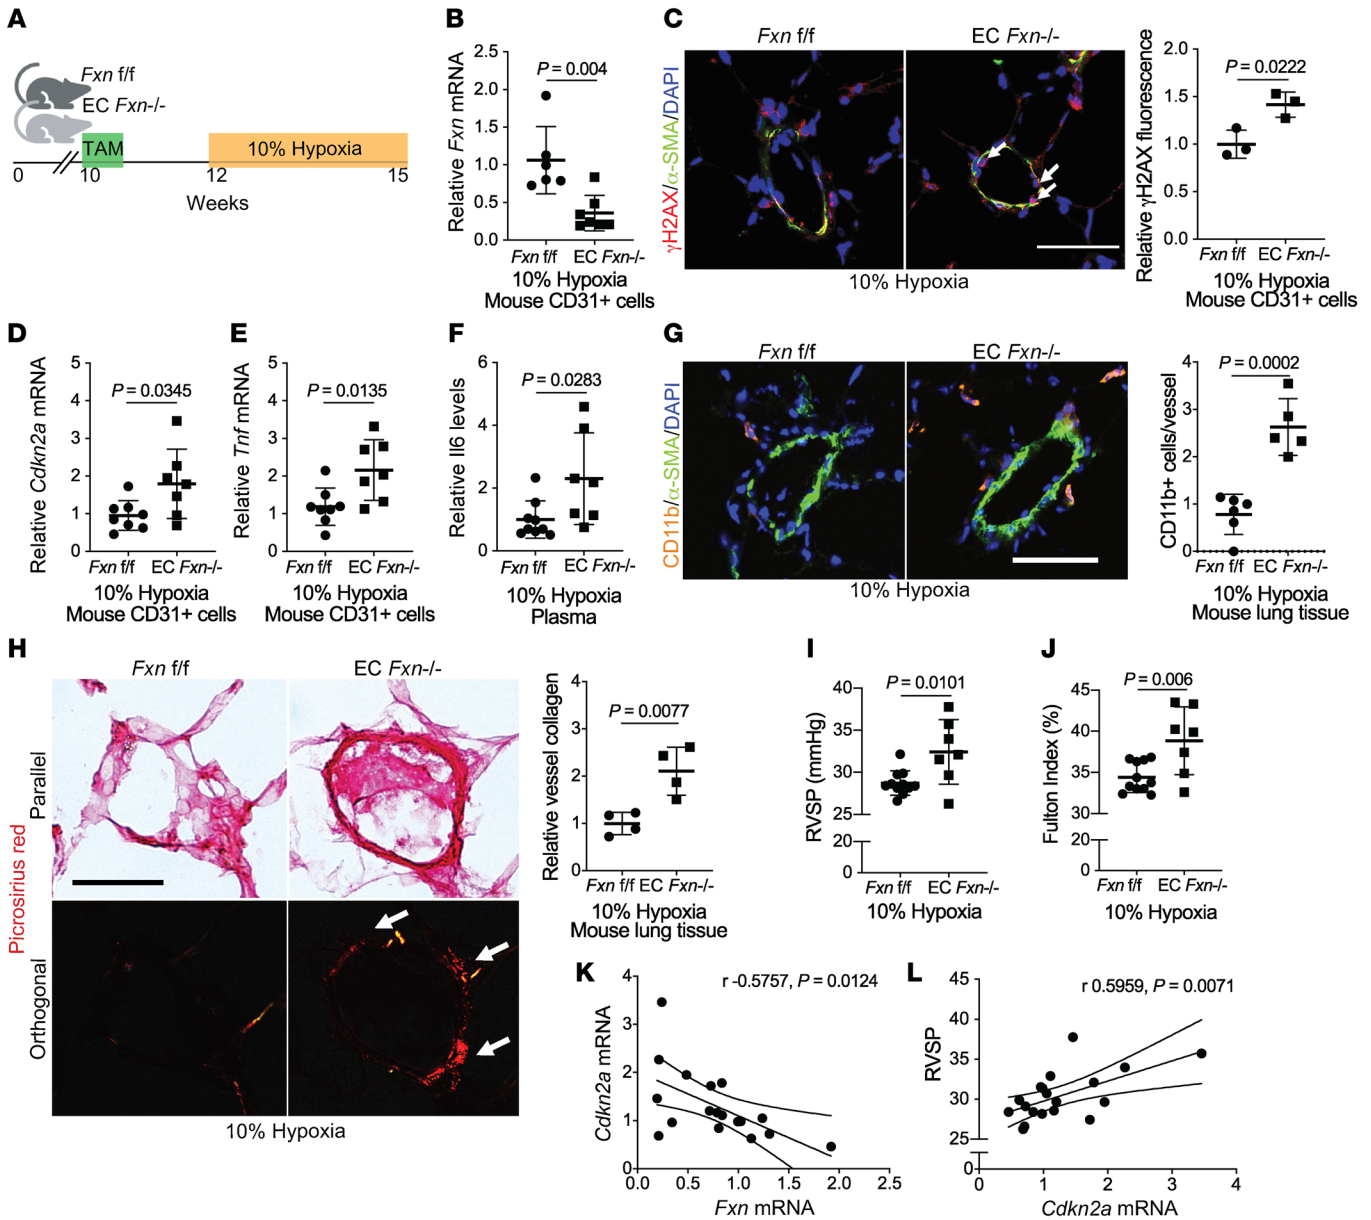 A
Fxn f/f
EC Fxn-/-
TAM
10% Hypoxia
0
10
12
15
Weeks
B
Relative Fxn mRNA
2.5
2.0
1.5
1.0
0.5
0.0
P = 0.004
Fxn f/f
EC Fxn-/-
10% Hypoxia
Mouse CD31+ cells
C
γH2AX/α-SMA/DAPI
Fxn f/f
EC Fxn-/-
10% Hypoxia
Relative γH2AX fluorescence
2.0
1.5
1.0
0.5
0.0
P = 0.0222
Fxn f/f
EC Fxn-/-
10% Hypoxia
Mouse CD31+ cells
D
Relative Cdkn2a mRNA
5
4
3
2
1
0
P = 0.0345
Fxn f/f
EC Fxn-/-
10% Hypoxia
Mouse CD31+ cells
E
Relative Tnf mRNA
5
4
3
2
1
0
P = 0.0135
Fxn f/f
EC Fxn-/-
10% Hypoxia
Mouse CD31+ cells
F
Relative Il6 levels
6
4
2
0
P = 0.0283
Fxn f/f
EC Fxn-/-
10% Hypoxia
Plasma
G
CD11b/α-SMA/DAPI
Fxn f/f
EC Fxn-/-
10% Hypoxia
CD11b+ cells/vessel
4
3
2
1
0
P = 0.0002
Fxn f/f
EC Fxn-/-
10% Hypoxia
Mouse lung tissue
H
Picrosirius red
Parallel
Orthogonal
Fxn f/f
EC Fxn-/-
10% Hypoxia
Relative vessel collagen
4
3
2
1
0
P = 0.0077
Fxn f/f
EC Fxn-/-
10% Hypoxia
Mouse lung tissue
I
RVSP (mmHg)
40
35
30
25
20
0
P = 0.0101
Fxn f/f
EC Fxn-/-
10% Hypoxia
J
Fulton Index (%)
45
40
35
30
20
0
P = 0.006
Fxn f/f
EC Fxn-/-
10% Hypoxia
K
Cdkn2a mRNA
4
3
2
1
0
r -0.5757, P = 0.0124
0.0
0.5
1.0
1.5
2.0
2.5
Fxn mRNA
L
RVSP
45
40
35
30
25
0
r 0.5959, P = 0.0071
0
1
2
3
4
Cdkn2a mRNA